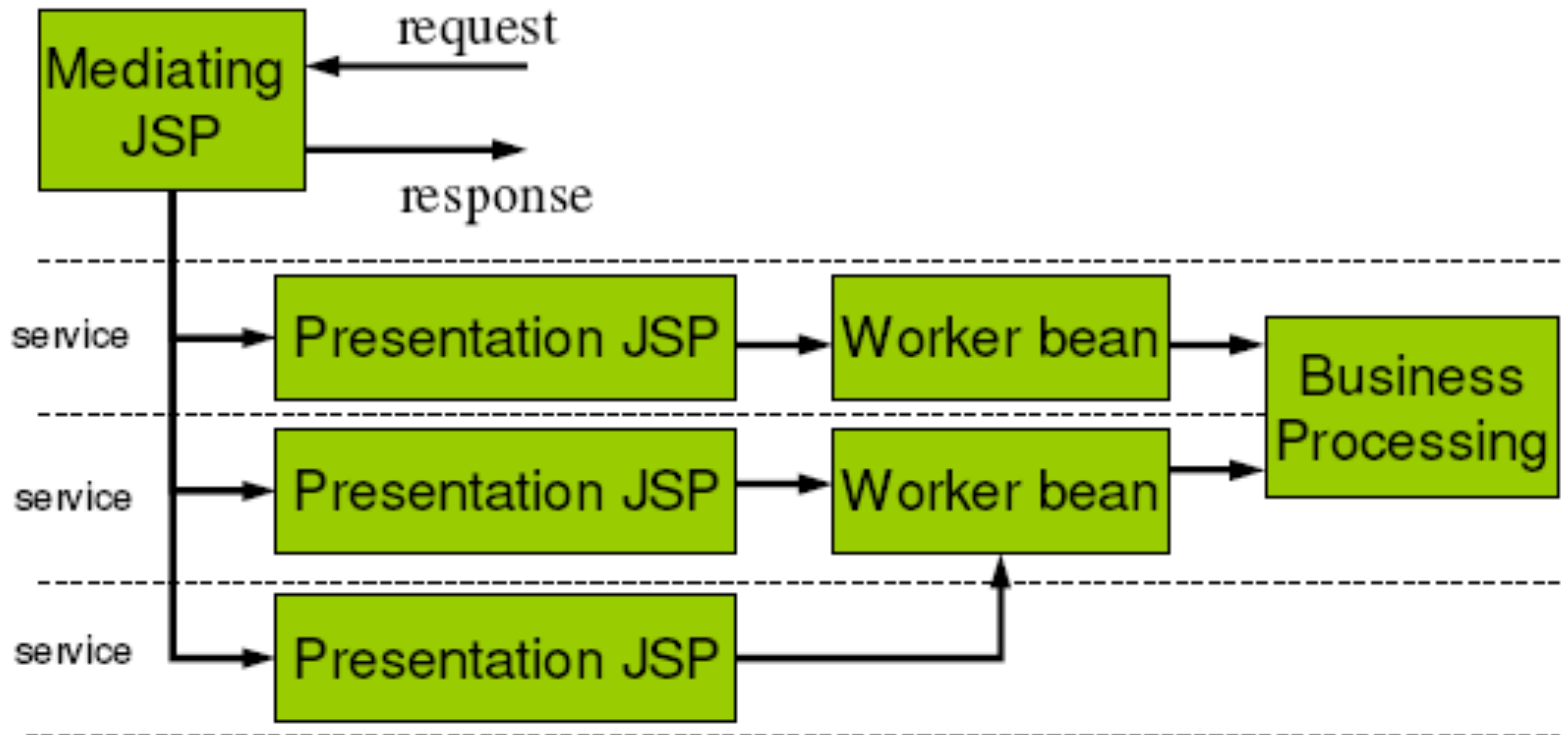 request
Mediating
JSP
response
service
Presentation JSP
Worker bean
Business
Processing
service
Presentation JSP
Worker bean
service
Presentation JSP